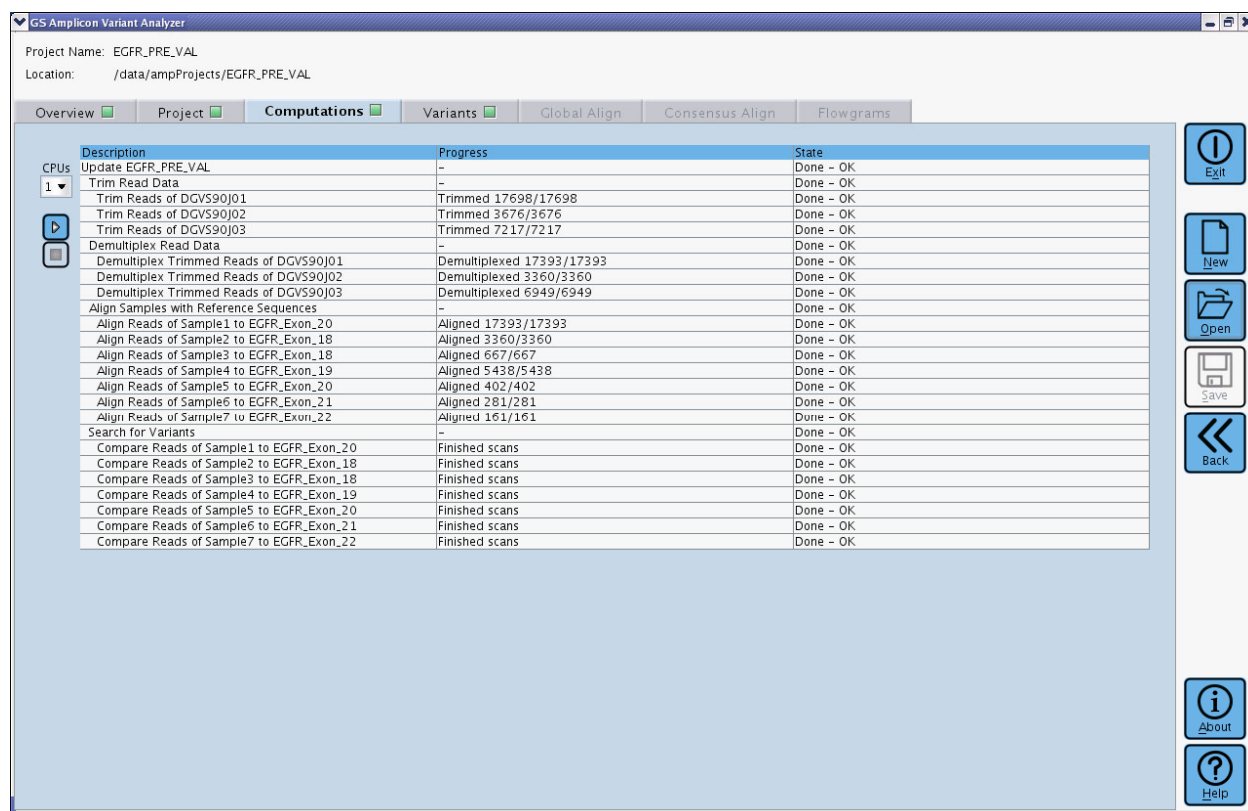 GS Amplicon Variant Analyzer
Project Name: EGFR_PRE_VAL
Location: /data/ampProjects/EGFR_PRE_VAL
Overview Project Computations Variants Global Align Consensus Align Flowgrams
Description Progress State
CPUs
1
Update EGFR_PRE_VAL – Done – OK
Trim Read Data – Done – OK
Trim Reads of DGVS90J01 Trimmed 17698/17698 Done – OK
Trim Reads of DGVS90J02 Trimmed 3676/3676 Done – OK
Trim Reads of DGVS90J03 Trimmed 7217/7217 Done – OK
Demultiplex Read Data – Done – OK
Demultiplex Trimmed Reads of DGVS90J01 Demultiplexed 17393/17393 Done – OK
Demultiplex Trimmed Reads of DGVS90J02 Demultiplexed 3360/3360 Done – OK
Demultiplex Trimmed Reads of DGVS90J03 Demultiplexed 6949/6949 Done – OK
Align Samples with Reference Sequences – Done – OK
Align Reads of Sample1 to EGFR_Exon_20 Aligned 17393/17393 Done – OK
Align Reads of Sample2 to EGFR_Exon_18 Aligned 3360/3360 Done – OK
Align Reads of Sample3 to EGFR_Exon_18 Aligned 667/667 Done – OK
Align Reads of Sample4 to EGFR_Exon_19 Aligned 5438/5438 Done – OK
Align Reads of Sample5 to EGFR_Exon_20 Aligned 402/402 Done – OK
Align Reads of Sample6 to EGFR_Exon_21 Aligned 281/281 Done – OK
Align Reads of Sample7 to EGFR_Exon_22 Aligned 161/161 Done – OK
Search for Variants – Done – OK
Compare Reads of Sample1 to EGFR_Exon_20 Finished scans Done – OK
Compare Reads of Sample2 to EGFR_Exon_18 Finished scans Done – OK
Compare Reads of Sample3 to EGFR_Exon_18 Finished scans Done – OK
Compare Reads of Sample4 to EGFR_Exon_19 Finished scans Done – OK
Compare Reads of Sample5 to EGFR_Exon_20 Finished scans Done – OK
Compare Reads of Sample6 to EGFR_Exon_21 Finished scans Done – OK
Compare Reads of Sample7 to EGFR_Exon_22 Finished scans Done – OK
Exit
New
Open
Save
Back
About
Help